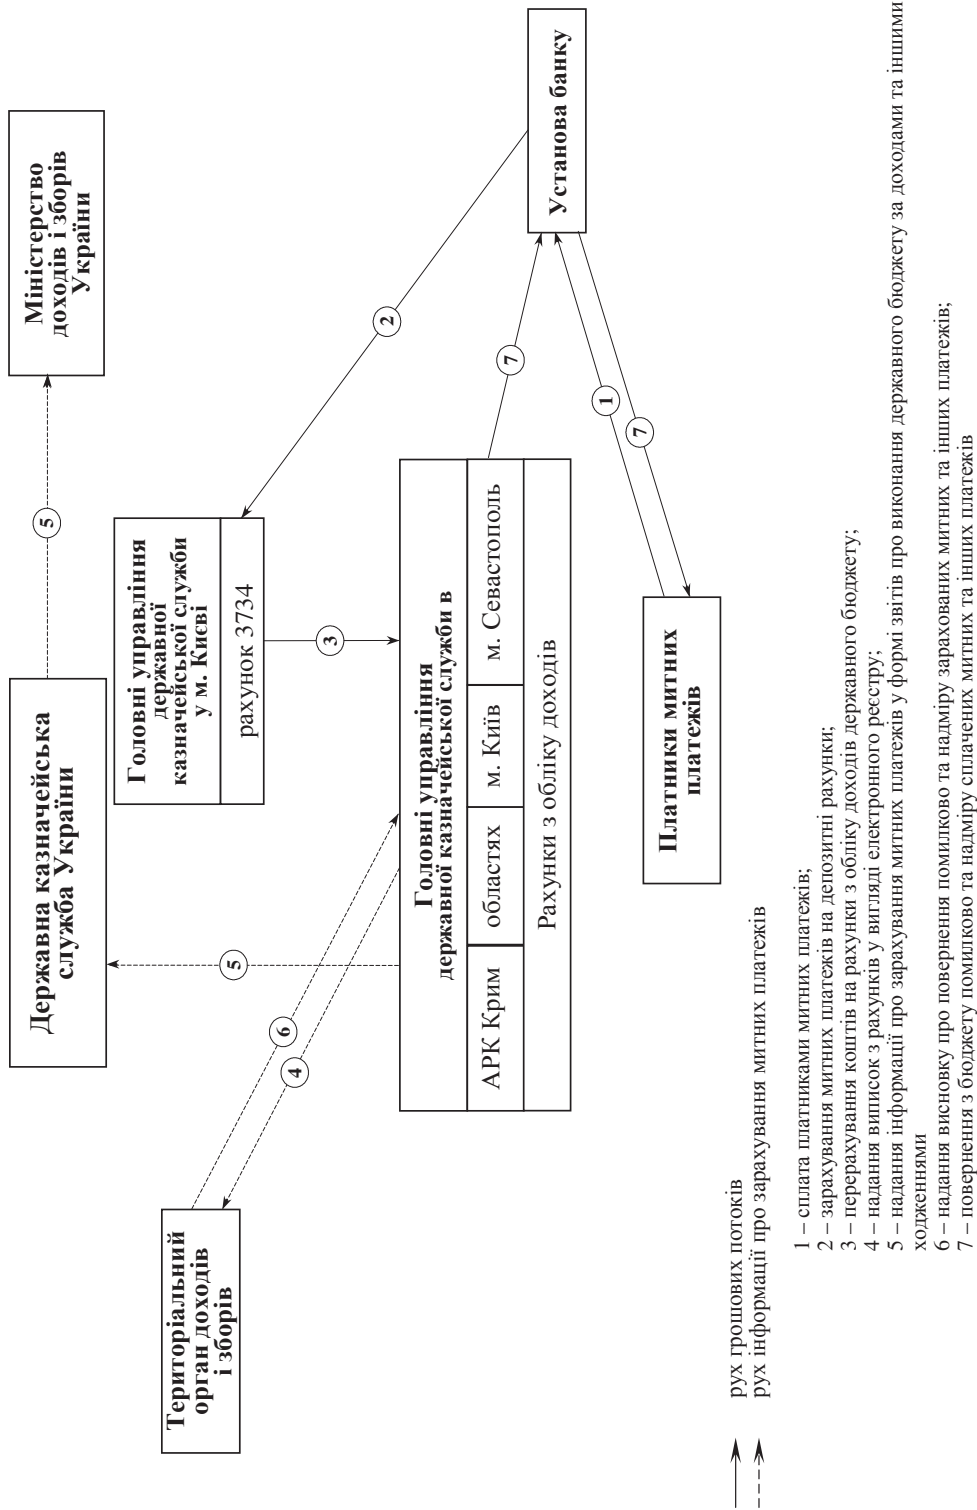 Міністерство
доходів і зборів
України
5
Державна казначейська
служба України
Головні управління
державної
казначейської служби
у м. Києві
рахунок 3734
2
Установа банку
3
5
6
4
Територіальний
орган доходів
і зборів
Головні управління
державної казначейської служби в
АРК Крим
областях
м. Київ
м. Севастополь
Рахунки з обліку доходів
7
1
7
Платники митних
платежів
рух грошових потоків
рух інформації про зарахування митних платежів
1 – сплата платниками митних платежів;
2 – зарахування митних платежів на депозитні рахунки;
3 – перерахування коштів на рахунки з обліку доходів державного бюджету;
4 – надання виписок з рахунків у вигляді електронного реєстру;
5 – надання інформації про зарахування митних платежів у формі звітів про виконання державного бюджету за доходами та іншими
ходженнями
6 – надання висновку про повернення помилково та надміру зарахованих митних та інших платежів;
7 – повернення з бюджету помилково та надміру сплачених митних та інших платежів